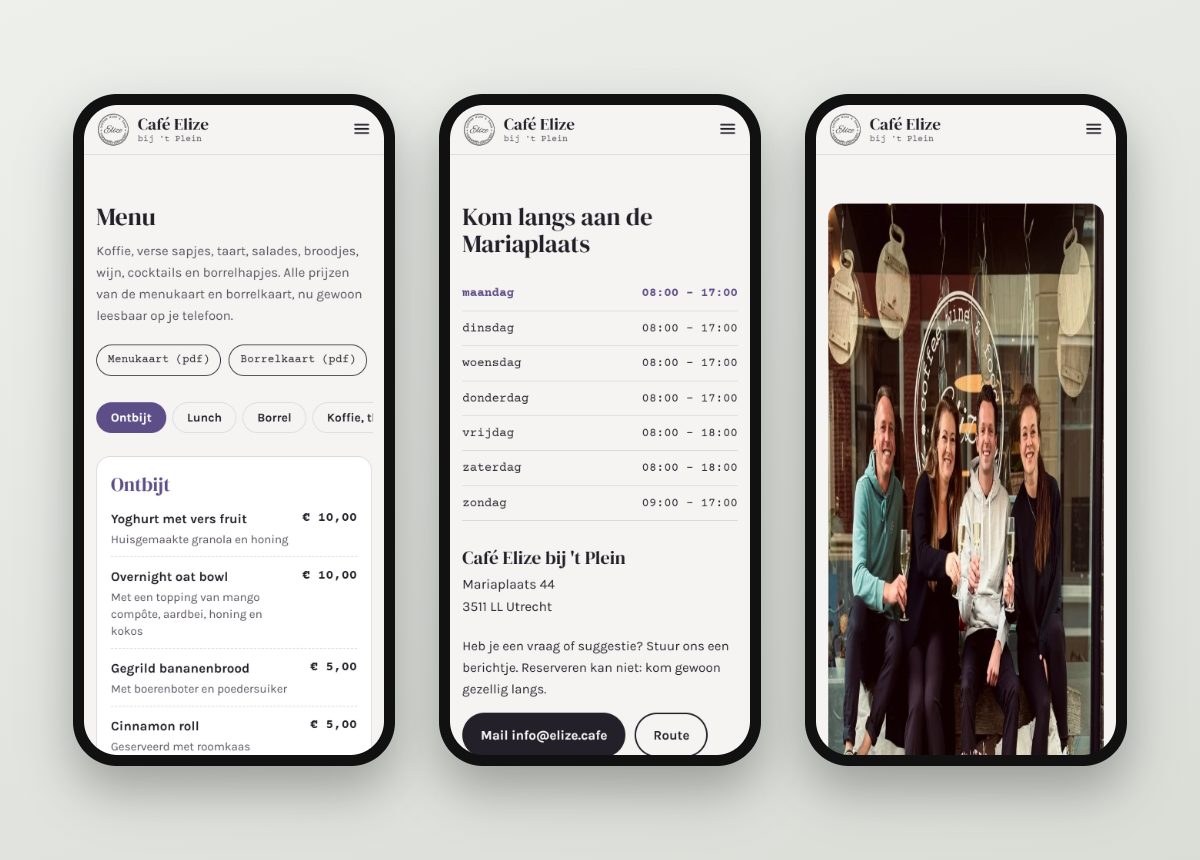 Elize
Café Elize
bij 't Plein
Menu
Koffie, verse sapjes, taart, salades, broodjes,
wijn, cocktails en borrelhapjes. Alle prijzen
van de menukaart en borrelkaart, nu gewoon
leesbaar op je telefoon.
Menukaart (pdf) Borrelkaart (pdf)
Ontbijt Lunch Borrel Koffie,
Ontbijt
Yoghurt met vers fruit € 10,00
Huisgemaakte granola en honing
Overnight oat bowl € 10,00
Met een topping van mango
compôte, aardbei, honing en
kokos
Gegrild bananenbrood € 5,00
Met boerenboter en poedersuiker
Cinnamon roll € 5,00
Geserveerd met roomkaas
Elize
Café Elize
bij 't Plein
Kom langs aan de
Mariaplaats
maandag 08:00 – 17:00
dinsdag 08:00 – 17:00
woensdag 08:00 – 17:00
donderdag 08:00 – 17:00
vrijdag 08:00 – 18:00
zaterdag 08:00 – 18:00
zondag 09:00 – 17:00
Café Elize bij 't Plein
Mariaplaats 44
3511 LL Utrecht
Heb je een vraag of suggestie? Stuur ons een
berichtje. Reserveren kan niet: kom gewoon
gezellig langs.
Mail info@elize.cafe Route
Elize
Café Elize
bij 't Plein
coffee wine & food